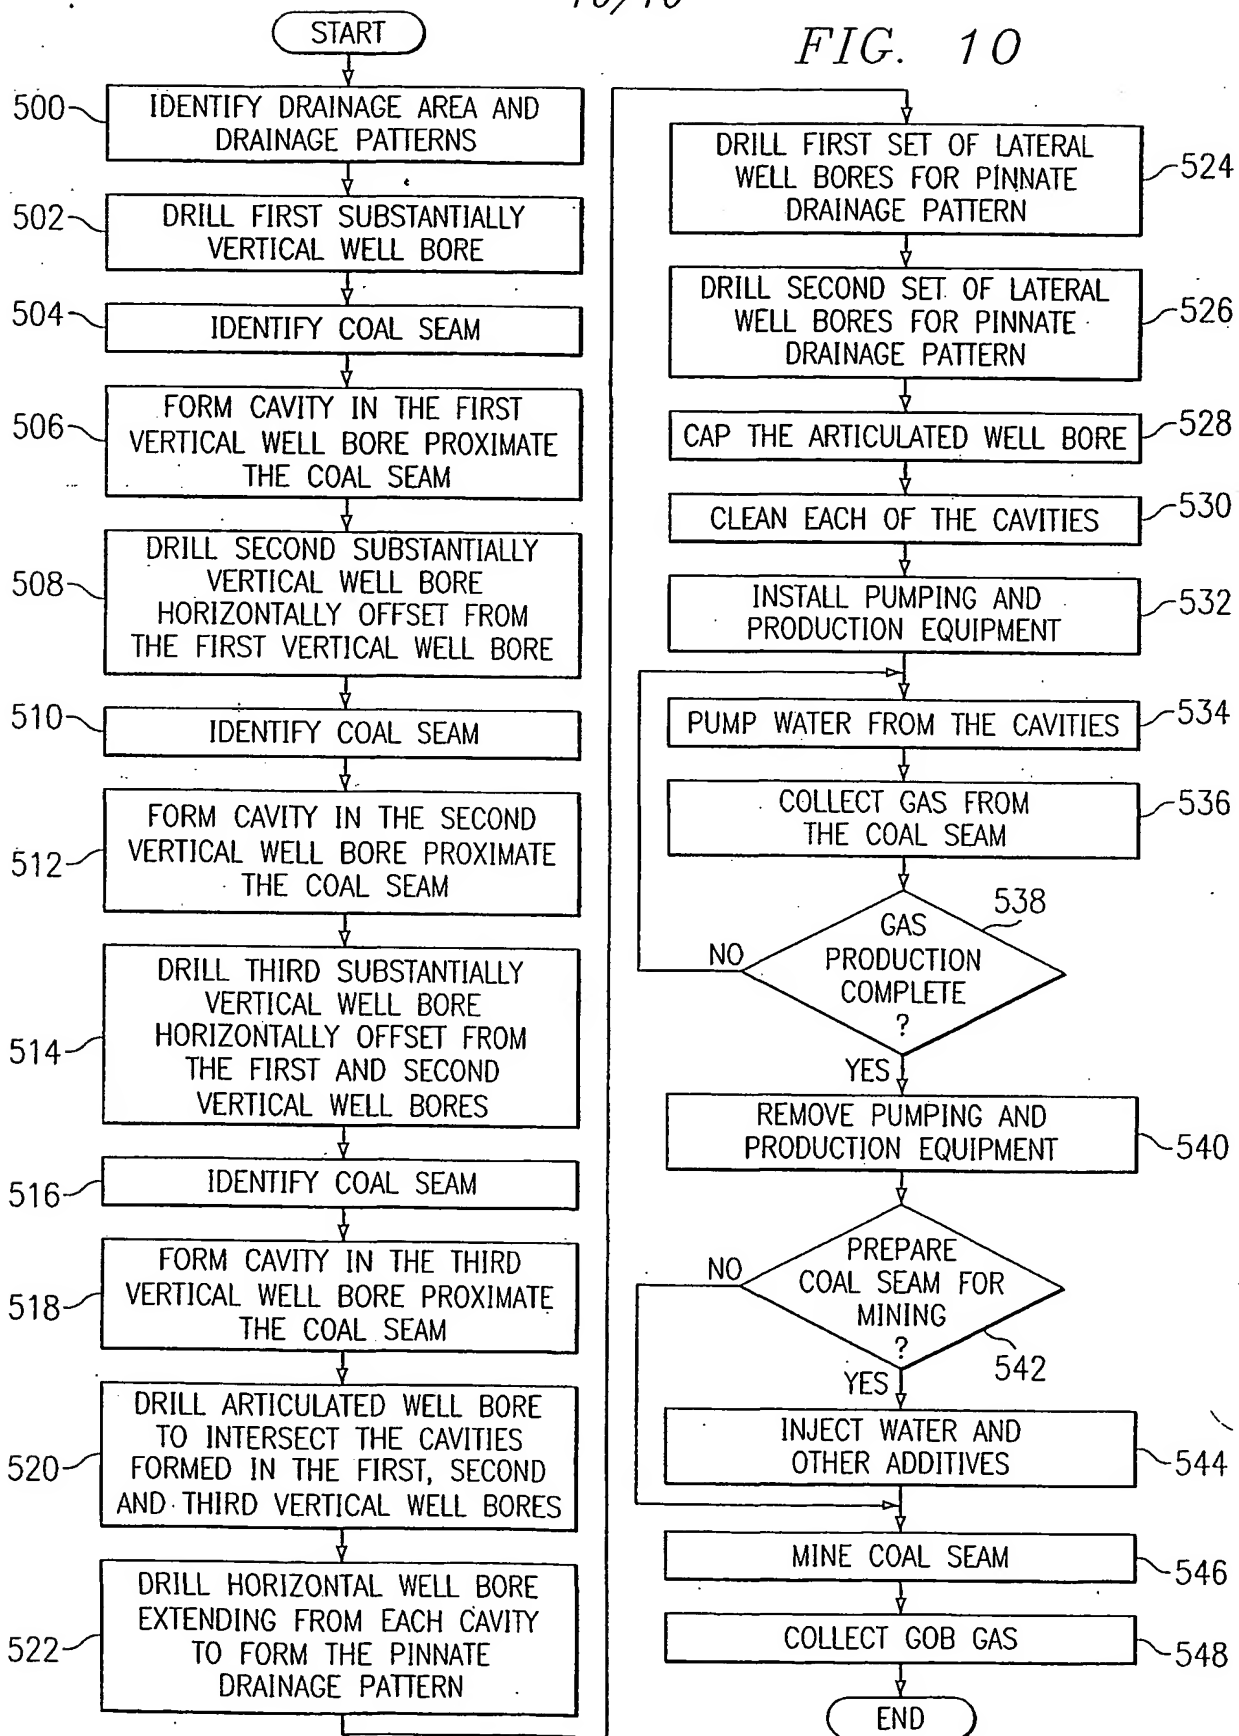 10/10
FIG. 10
START
500
IDENTIFY DRAINAGE AREA AND
DRAINAGE PATTERNS
502
DRILL FIRST SUBSTANTIALLY
VERTICAL WELL BORE
504
IDENTIFY COAL SEAM
506
FORM CAVITY IN THE FIRST
VERTICAL WELL BORE PROXIMATE
THE COAL SEAM
508
DRILL SECOND SUBSTANTIALLY
VERTICAL WELL BORE
HORIZONTALLY OFFSET FROM
THE FIRST VERTICAL WELL BORE
510
IDENTIFY COAL SEAM
512
FORM CAVITY IN THE SECOND
VERTICAL WELL BORE PROXIMATE
THE COAL SEAM
514
DRILL THIRD SUBSTANTIALLY
VERTICAL WELL BORE
HORIZONTALLY OFFSET FROM
THE FIRST AND SECOND
VERTICAL WELL BORES
516
IDENTIFY COAL SEAM
518
FORM CAVITY IN THE THIRD
VERTICAL WELL BORE PROXIMATE
THE COAL SEAM
520
DRILL ARTICULATED WELL BORE
TO INTERSECT THE CAVITIES
FORMED IN THE FIRST, SECOND
AND THIRD VERTICAL WELL BORES
522
DRILL HORIZONTAL WELL BORE
EXTENDING FROM EACH CAVITY
TO FORM THE PINNATE
DRAINAGE PATTERN
DRILL FIRST SET OF LATERAL
WELL BORES FOR PINNATE
DRAINAGE PATTERN
524
DRILL SECOND SET OF LATERAL
WELL BORES FOR PINNATE
DRAINAGE PATTERN
526
CAP THE ARTICULATED WELL BORE
528
CLEAN EACH OF THE CAVITIES
530
INSTALL PUMPING AND
PRODUCTION EQUIPMENT
532
PUMP WATER FROM THE CAVITIES
534
COLLECT GAS FROM
THE COAL SEAM
536
538
GAS
PRODUCTION
COMPLETE
?
NO
YES
REMOVE PUMPING AND
PRODUCTION EQUIPMENT
540
PREPARE
COAL SEAM FOR
MINING
?
NO
542
YES
INJECT WATER AND
OTHER ADDITIVES
544
MINE COAL SEAM
546
COLLECT GOB GAS
548
END